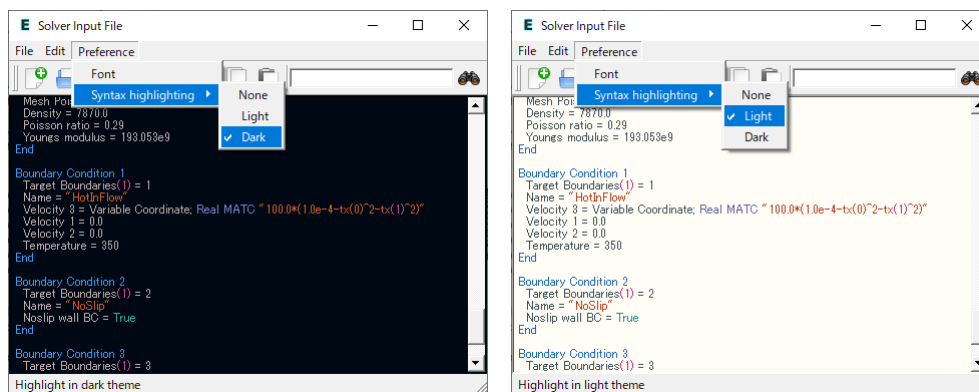 E Solver Input File
File Edit Preference
Font
Syntax highlighting
None
Light
Dark
Mesh Poi
Density = 7870.0
Poisson ratio = 0.29
Youngs modulus = 193.053e9
End
Boundary Condition 1
Target Boundaries(1) = 1
Name = "HotInFlow"
Velocity 3 = Variable Coordinate; Real MATC "100.0*(1.0e-4-tx(0)^2-tx(1)^2)"
Velocity 1 = 0.0
Velocity 2 = 0.0
Temperature = 350
End
Boundary Condition 2
Target Boundaries(1) = 2
Name = "NoSlip"
Noslip wall BC = True
End
Boundary Condition 3
Target Boundaries(1) = 3
Highlight in dark theme
E Solver Input File
File Edit Preference
Font
Syntax highlighting
None
Light
Dark
Mesh Poi
Density = 7870.0
Poisson ratio = 0.29
Youngs modulus = 193.053e9
End
Boundary Condition 1
Target Boundaries(1) = 1
Name = "HotInFlow"
Velocity 3 = Variable Coordinate; Real MATC "100.0*(1.0e-4-tx(0)^2-tx(1)^2)"
Velocity 1 = 0.0
Velocity 2 = 0.0
Temperature = 350
End
Boundary Condition 2
Target Boundaries(1) = 2
Name = "NoSlip"
Noslip wall BC = True
End
Boundary Condition 3
Target Boundaries(1) = 3
Highlight in light theme